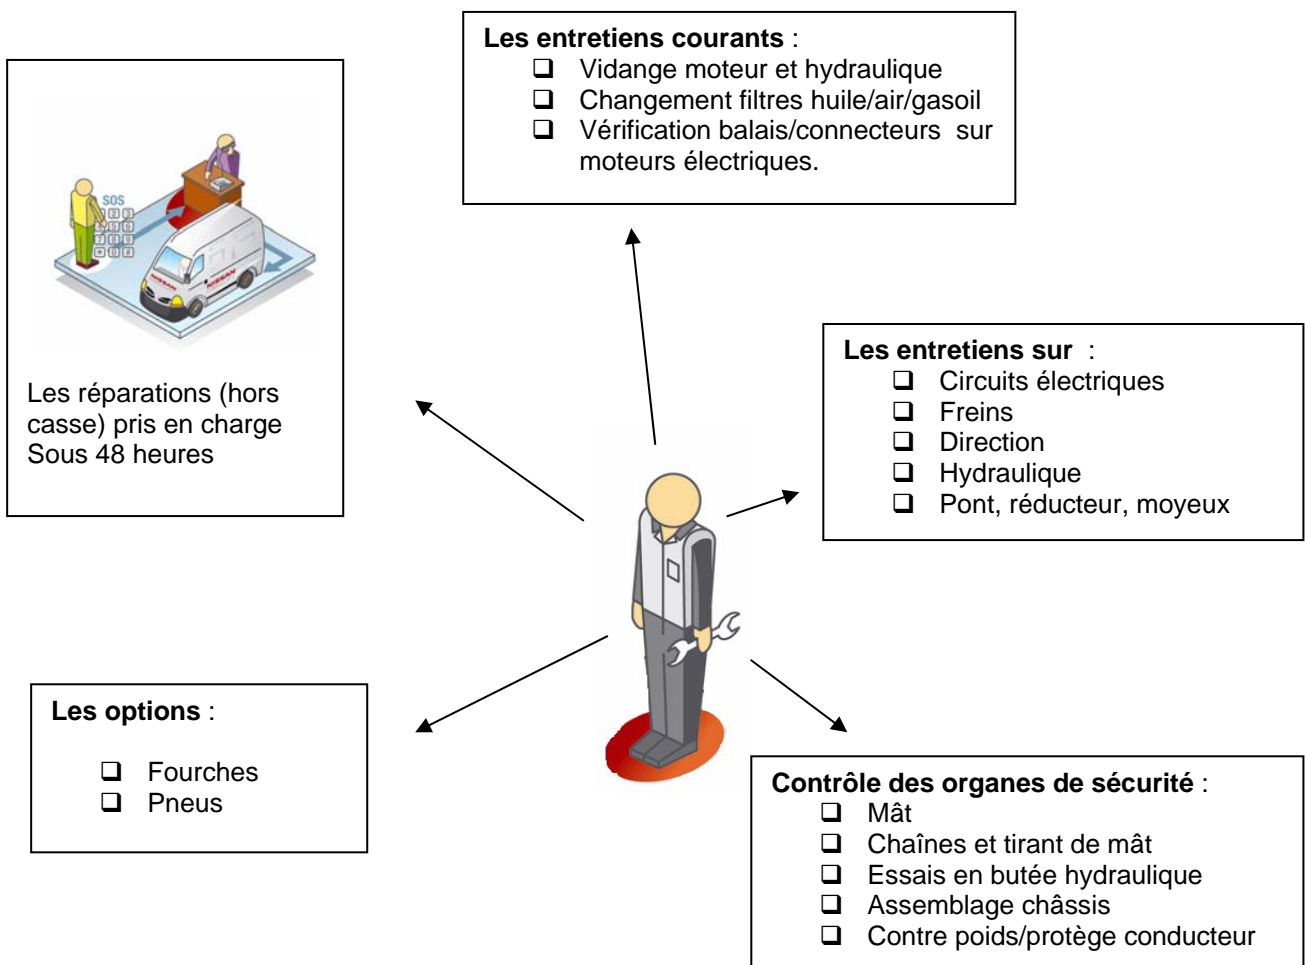 Les entretiens courants :
❑ Vidange moteur et hydraulique
❑ Changement filtres huile/air/gasoil
❑ Vérification balais/connecteurs sur
moteurs électriques.
SOS
NISSAN
NISSAN
Les réparations (hors
casse) pris en charge
Sous 48 heures
Les entretiens sur :
❑ Circuits électriques
❑ Freins
❑ Direction
❑ Hydraulique
❑ Pont, réducteur, moyeux
Les options :
❑ Fourches
❑ Pneus
Contrôle des organes de sécurité :
❑ Mât
❑ Chaînes et tirant de mât
❑ Essais en butée hydraulique
❑ Assemblage châssis
❑ Contre poids/protège conducteur